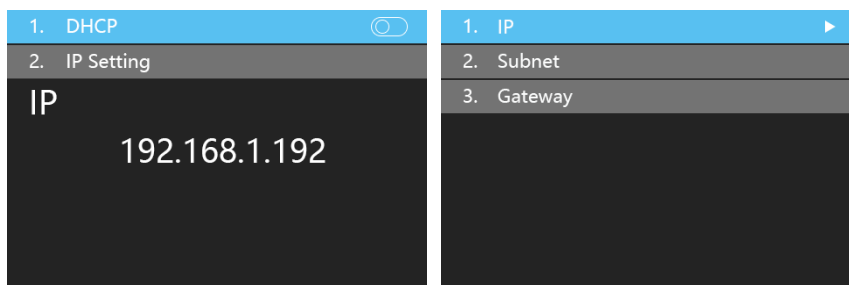 1. DHCP
2. IP Setting
IP
192.168.1.192
1. IP
2. Subnet
3. Gateway